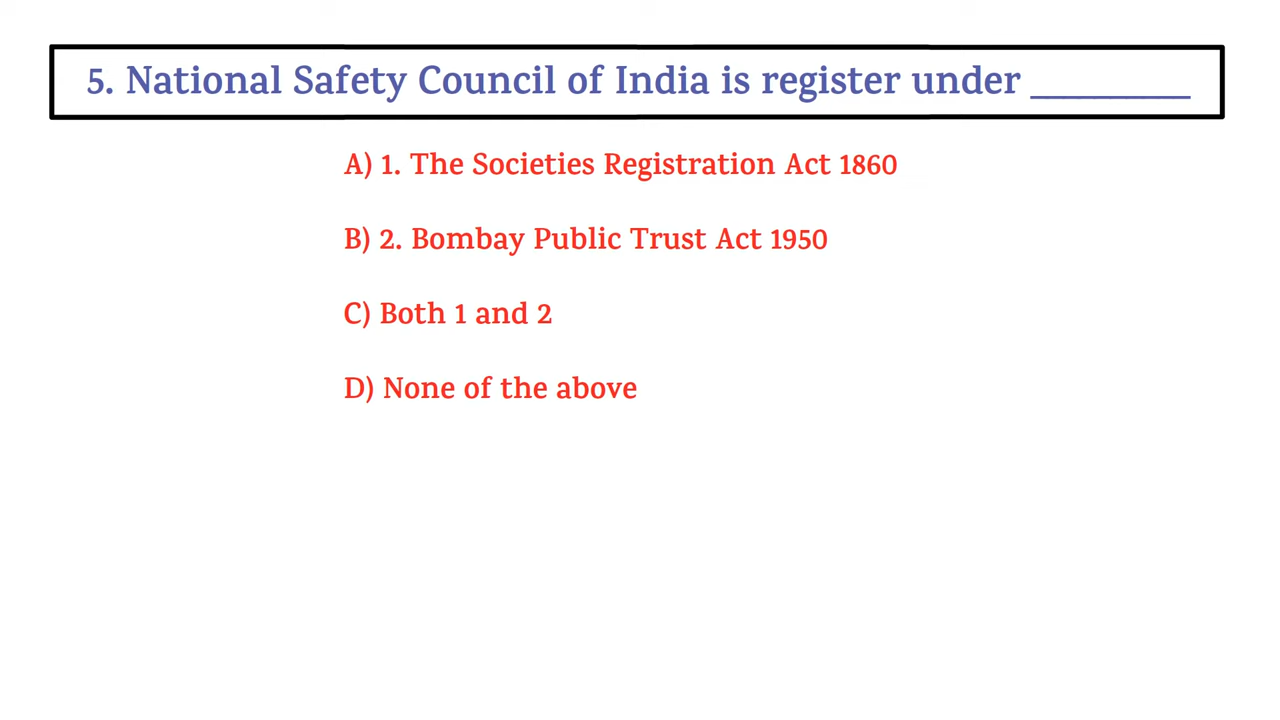 5. National Safety Council of India is register under ________
A) 1. The Societies Registration Act 1860
B) 2. Bombay Public Trust Act 1950
C) Both 1 and 2
D) None of the above